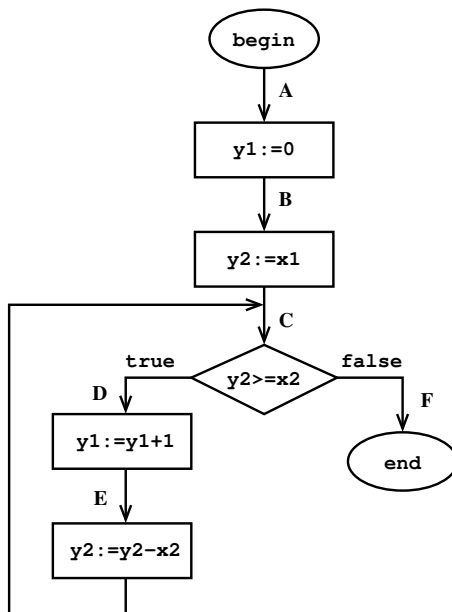 begin
A
y1:=0
B
y2:=x1
C
true
false
y2>=x2
D
F
y1:=y1+1
end
E
y2:=y2-x2